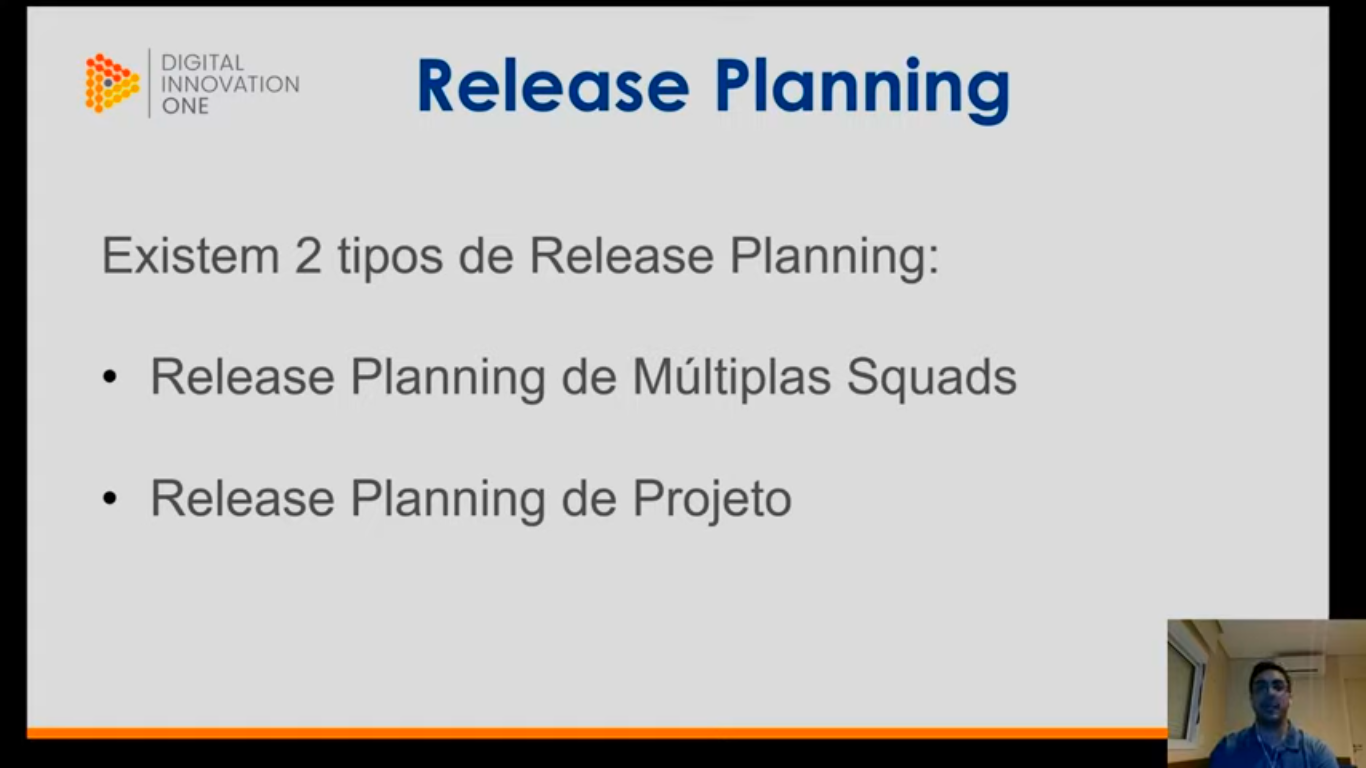 DIGITAL
INNOVATION
ONE
Release Planning
Existem 2 tipos de Release Planning:
• Release Planning de Múltiplas Squads
• Release Planning de Projeto